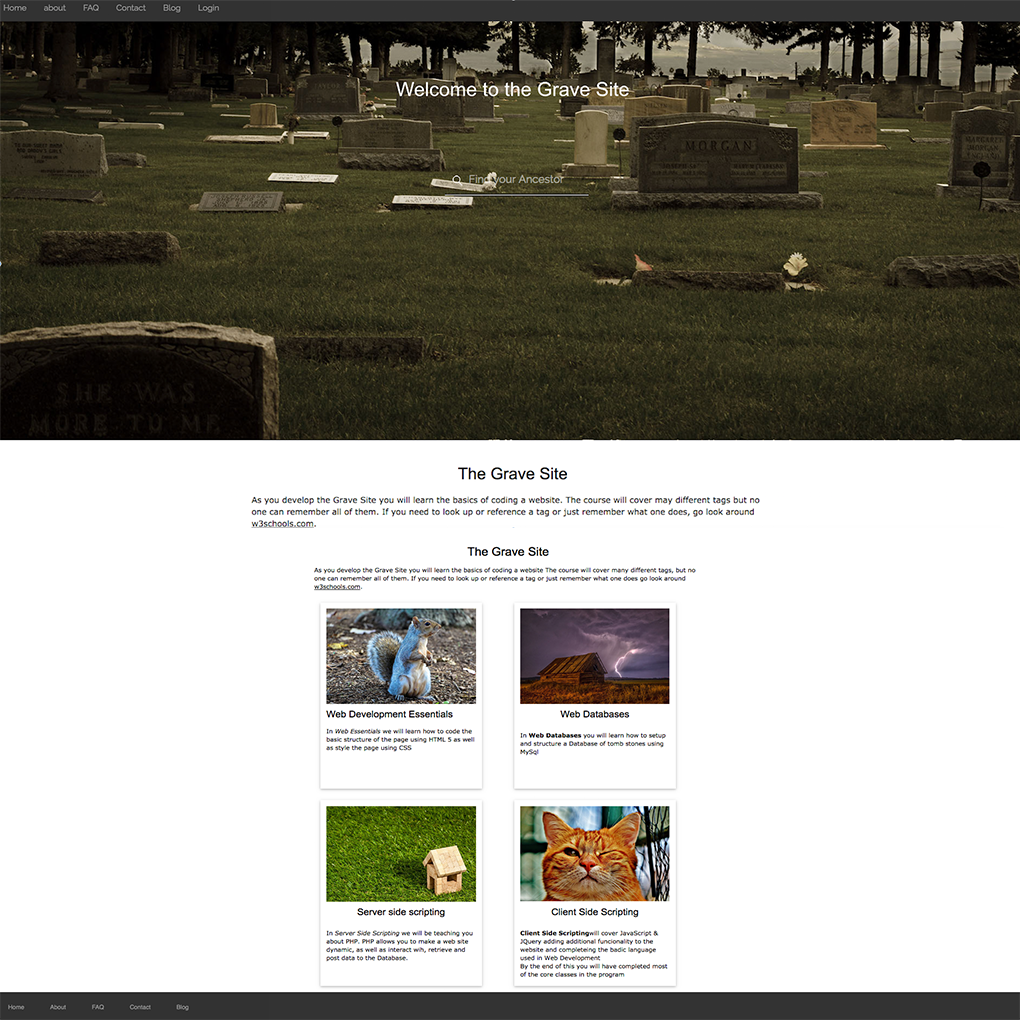 Home about FAQ Contact Blog Login
Welcome to the Grave Site
MORGAN
Find your Ancestor
SHE WAS
MORE TO ME
The Grave Site
As you develop the Grave Site you will learn the basics of coding a website. The course will cover may different tags but no
one can remember all of them. If you need to look up or reference a tag or just remember what one does, go look around
w3schools.com.
The Grave Site
As you develop the Grave Site you will learn the basics of coding a website The course will cover many different tags, but no
one can remember all of them. If you need to look up or reference a tag or just remember what one does go look around
w3schools.com.
Web Development Essentials
In Web Essentials we will learn how to code the
basic structure of the page using HTML 5 as well
as style the page using CSS
Web Databases
In Web Databases you will learn how to setup
and structure a Database of tomb stones using
MySql
Server side scripting
In Server Side Scripting we will be teaching you
about PHP. PHP allows you to make a web site
dynamic, as well as interact wih, retrieve and
post data to the Database.
Client Side Scripting
Client Side Scriptingwill cover JavaScript &
JQuery adding additional funcionality to the
website and completeing the badic language
used in Web Development
By the end of this you will have completed most
of the core classes in the program
Home About FAQ Contact Blog